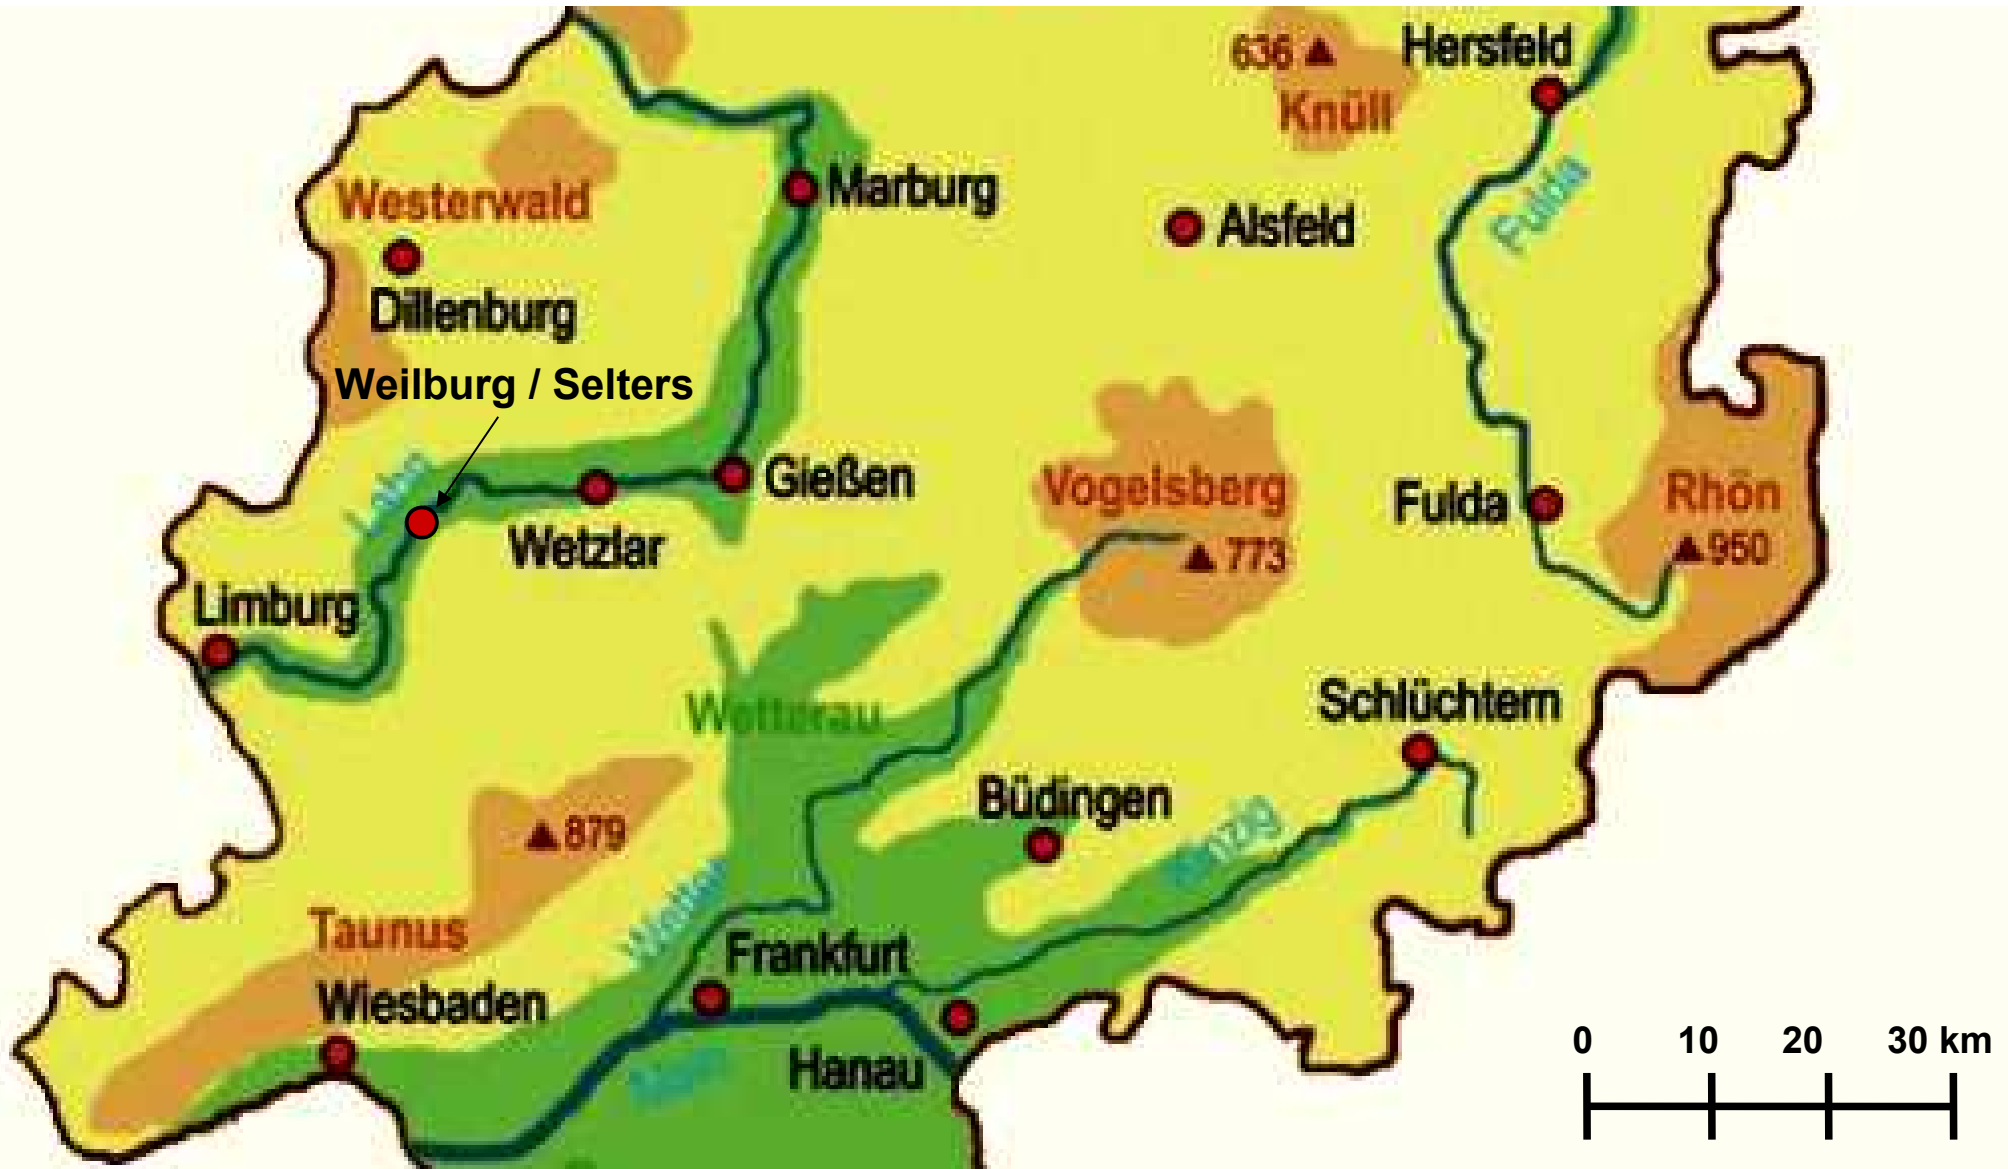 636
Hersfeld
Knüll
Westerwald
Marburg
Fulda
Alsfeld
Dillenburg
Weilburg / Selters
Lahn
Gießen
Vogelsberg
773
Fulda
Rhön
950
Wetzlar
Limburg
Wetterau
Schlüchtern
Büdingen
Kinzig
879
Taunus
Frankfurt
Wiesbaden
Hanau
0 10 20 30 km